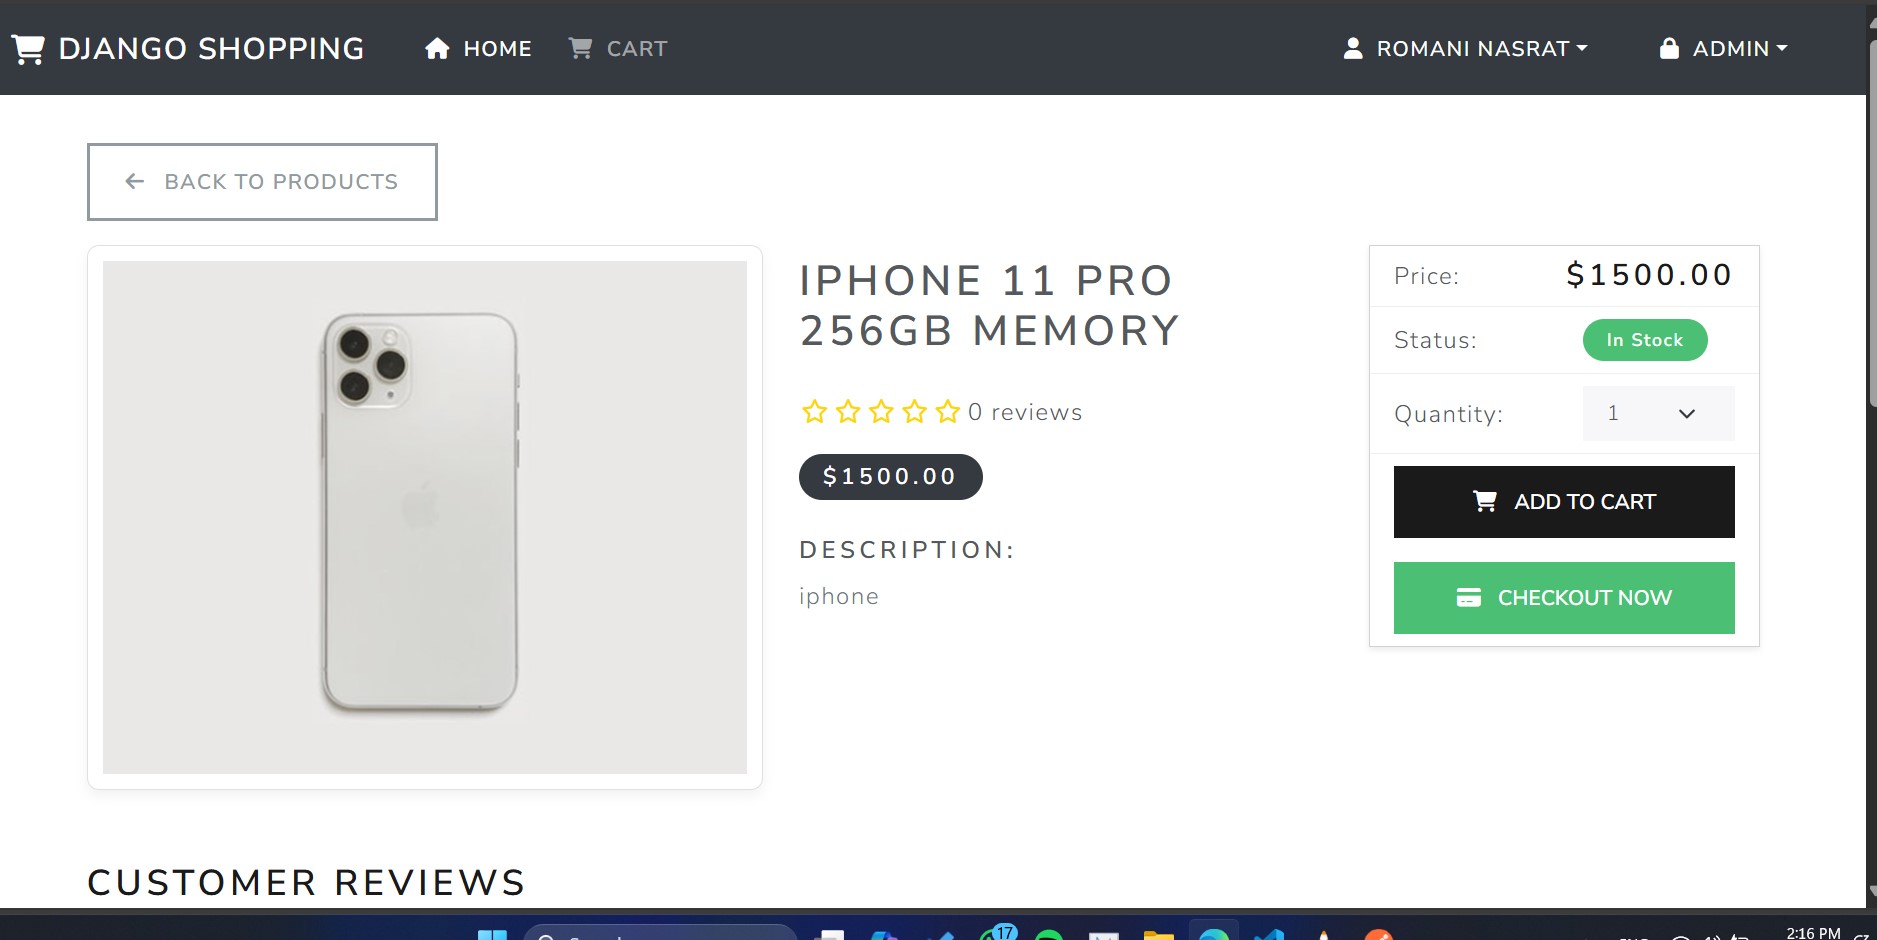 DJANGO SHOPPING
HOME
CART
ROMANI NASRAT
ADMIN
BACK TO PRODUCTS
IPHONE 11 PRO
256GB MEMORY
0 reviews
$1500.00
DESCRIPTION:
iphone
Price: $1500.00
Status: In Stock
Quantity: 1
ADD TO CART
CHECKOUT NOW
CUSTOMER REVIEWS
17
2:16 PM